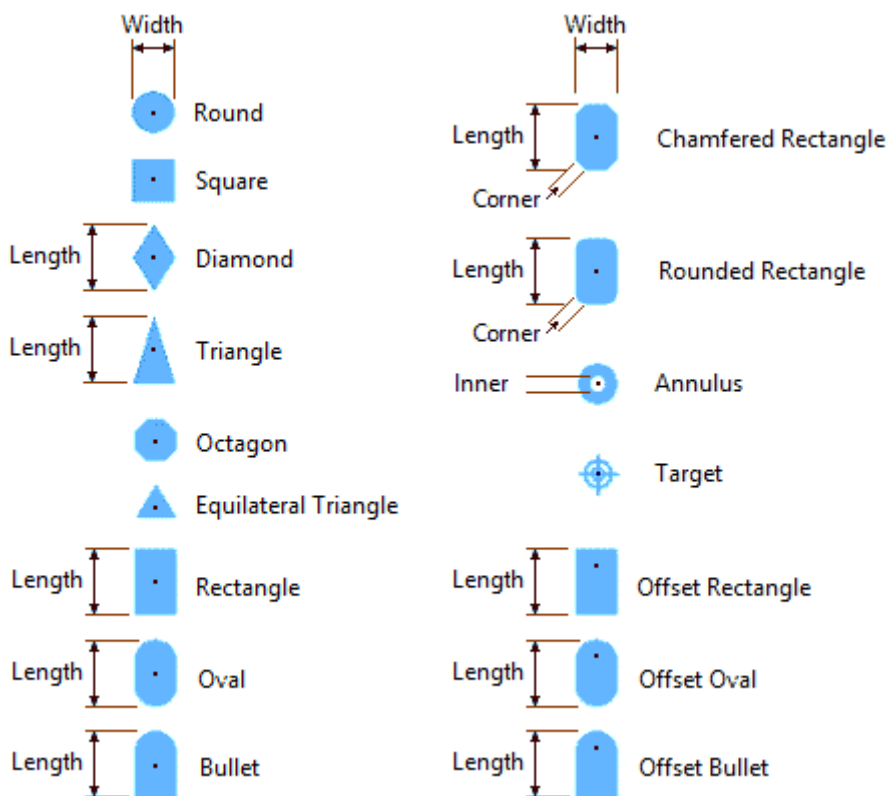 Width
Round
Square
Length
Diamond
Length
Triangle
Octagon
Equilateral Triangle
Length
Rectangle
Length
Oval
Length
Bullet
Width
Length
Chamfered Rectangle
Corner
Length
Rounded Rectangle
Corner
Inner
Annulus
Target
Length
Offset Rectangle
Length
Offset Oval
Length
Offset Bullet